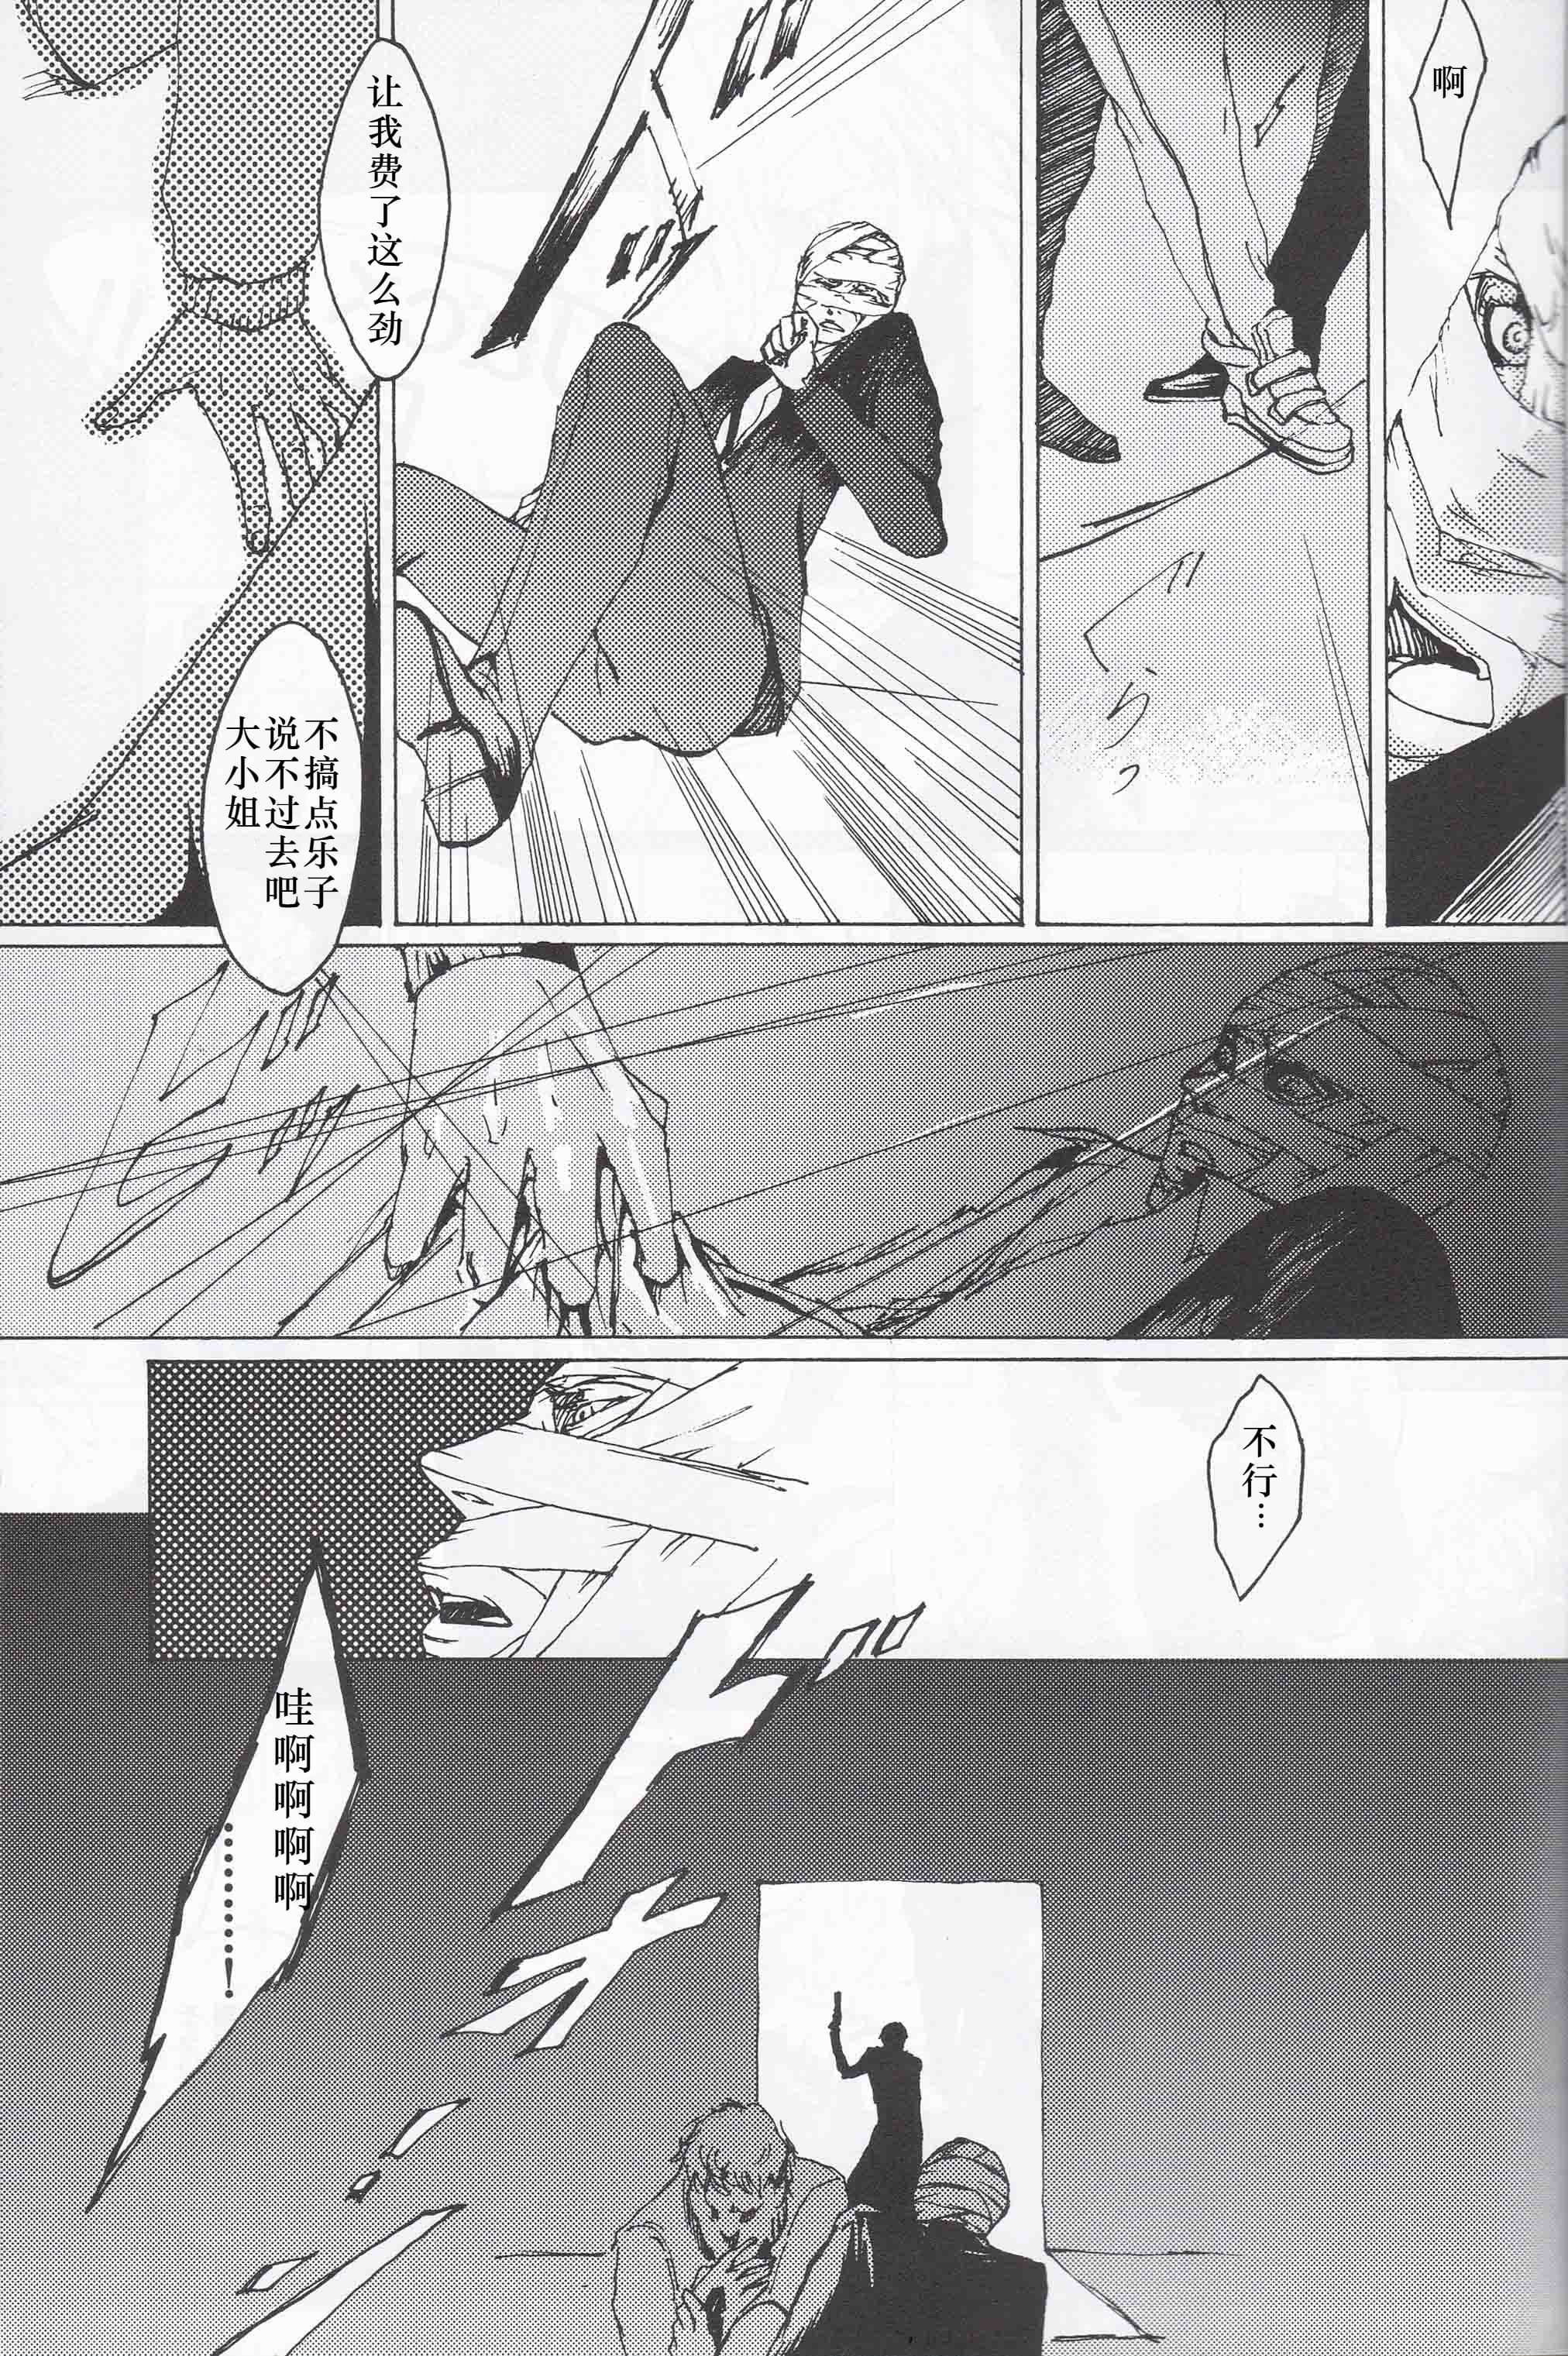 啊
让我费了这么劲
不搞点乐子
说不过去吧
大小姐
不行…
哇啊啊啊啊
………！